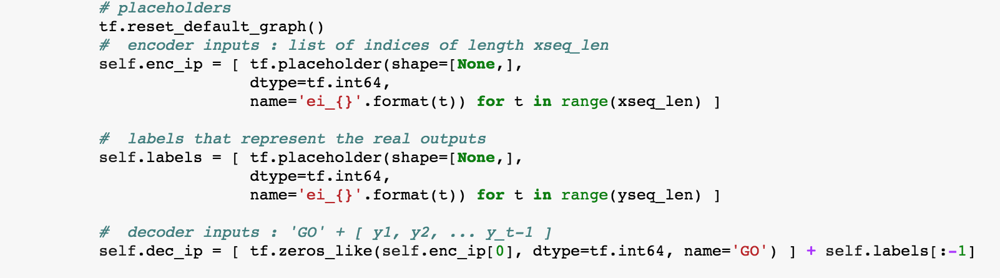 # placeholders
tf.reset_default_graph()
#  encoder inputs : list of indices of length xseq_len
self.enc_ip = [ tf.placeholder(shape=[None,],
dtype=tf.int64,
name='ei_{}'.format(t)) for t in range(xseq_len) ]
#  labels that represent the real outputs
self.labels = [ tf.placeholder(shape=[None,],
dtype=tf.int64,
name='ei_{}'.format(t)) for t in range(yseq_len) ]
#  decoder inputs : 'GO' + [ y1, y2, ... y_t-1 ]
self.dec_ip = [ tf.zeros_like(self.enc_ip[0], dtype=tf.int64, name='GO') ] + self.labels[:-1]